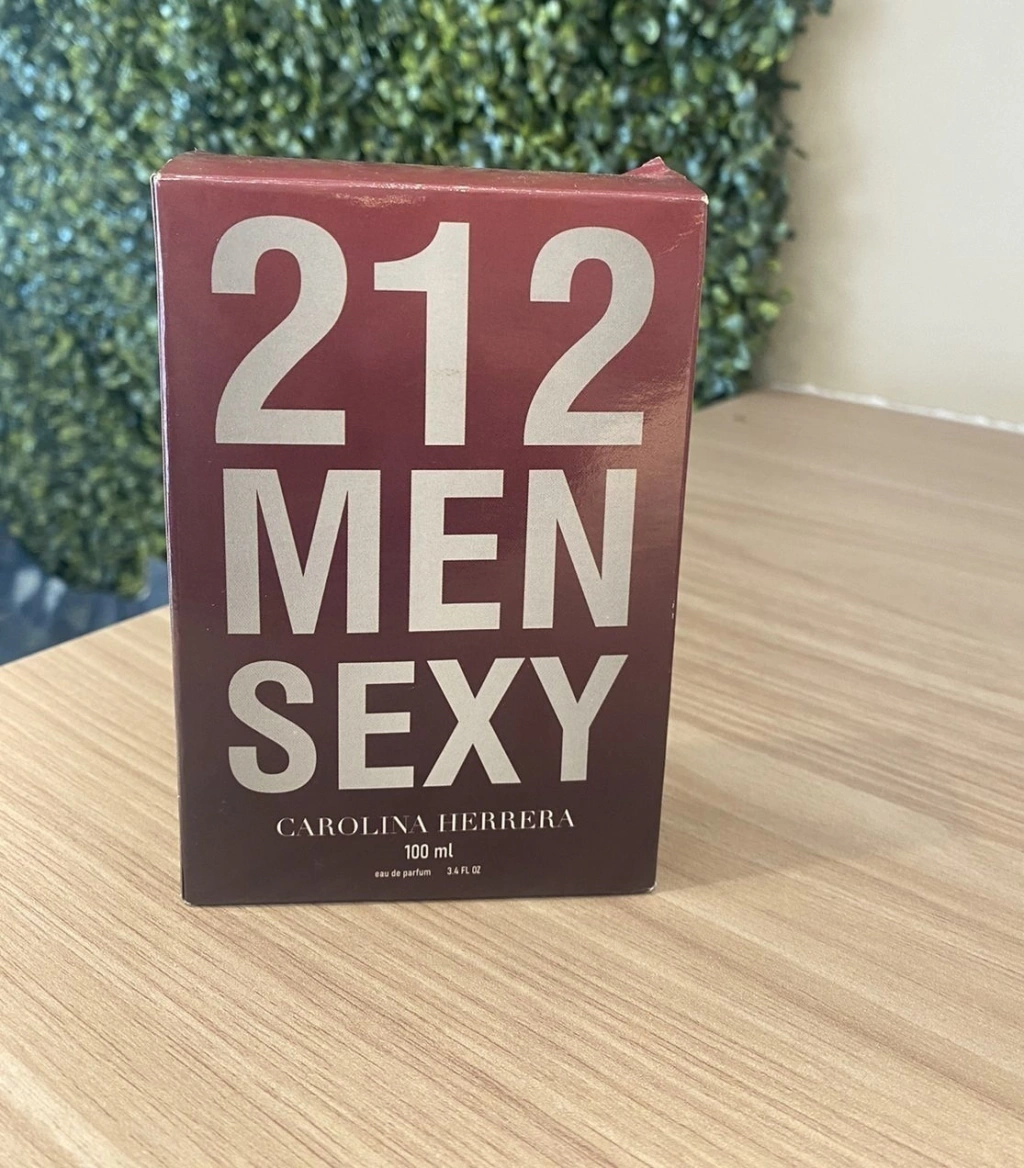 212
MEN
SEXY
CAROLINA HERRERA
100 ml
eau de parfum 3.4 FL OZ